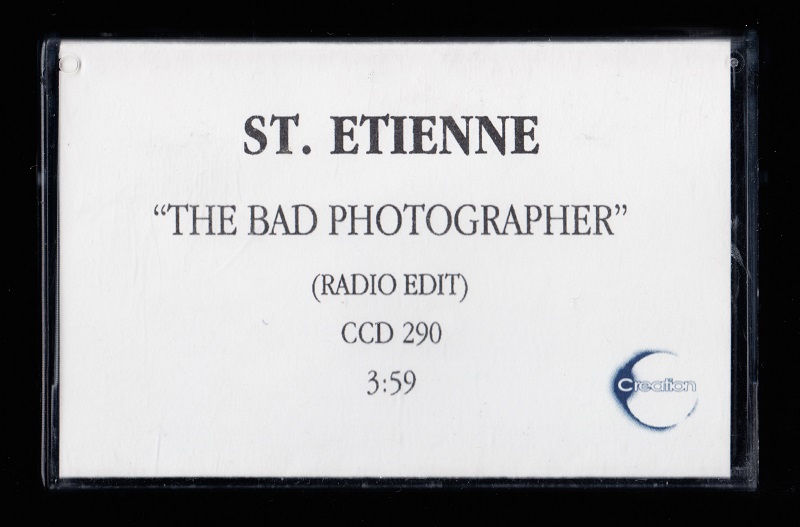 ST. ETIENNE
“THE BAD PHOTOGRAPHER”
(RADIO EDIT)
CCD 290
3:59
Creation